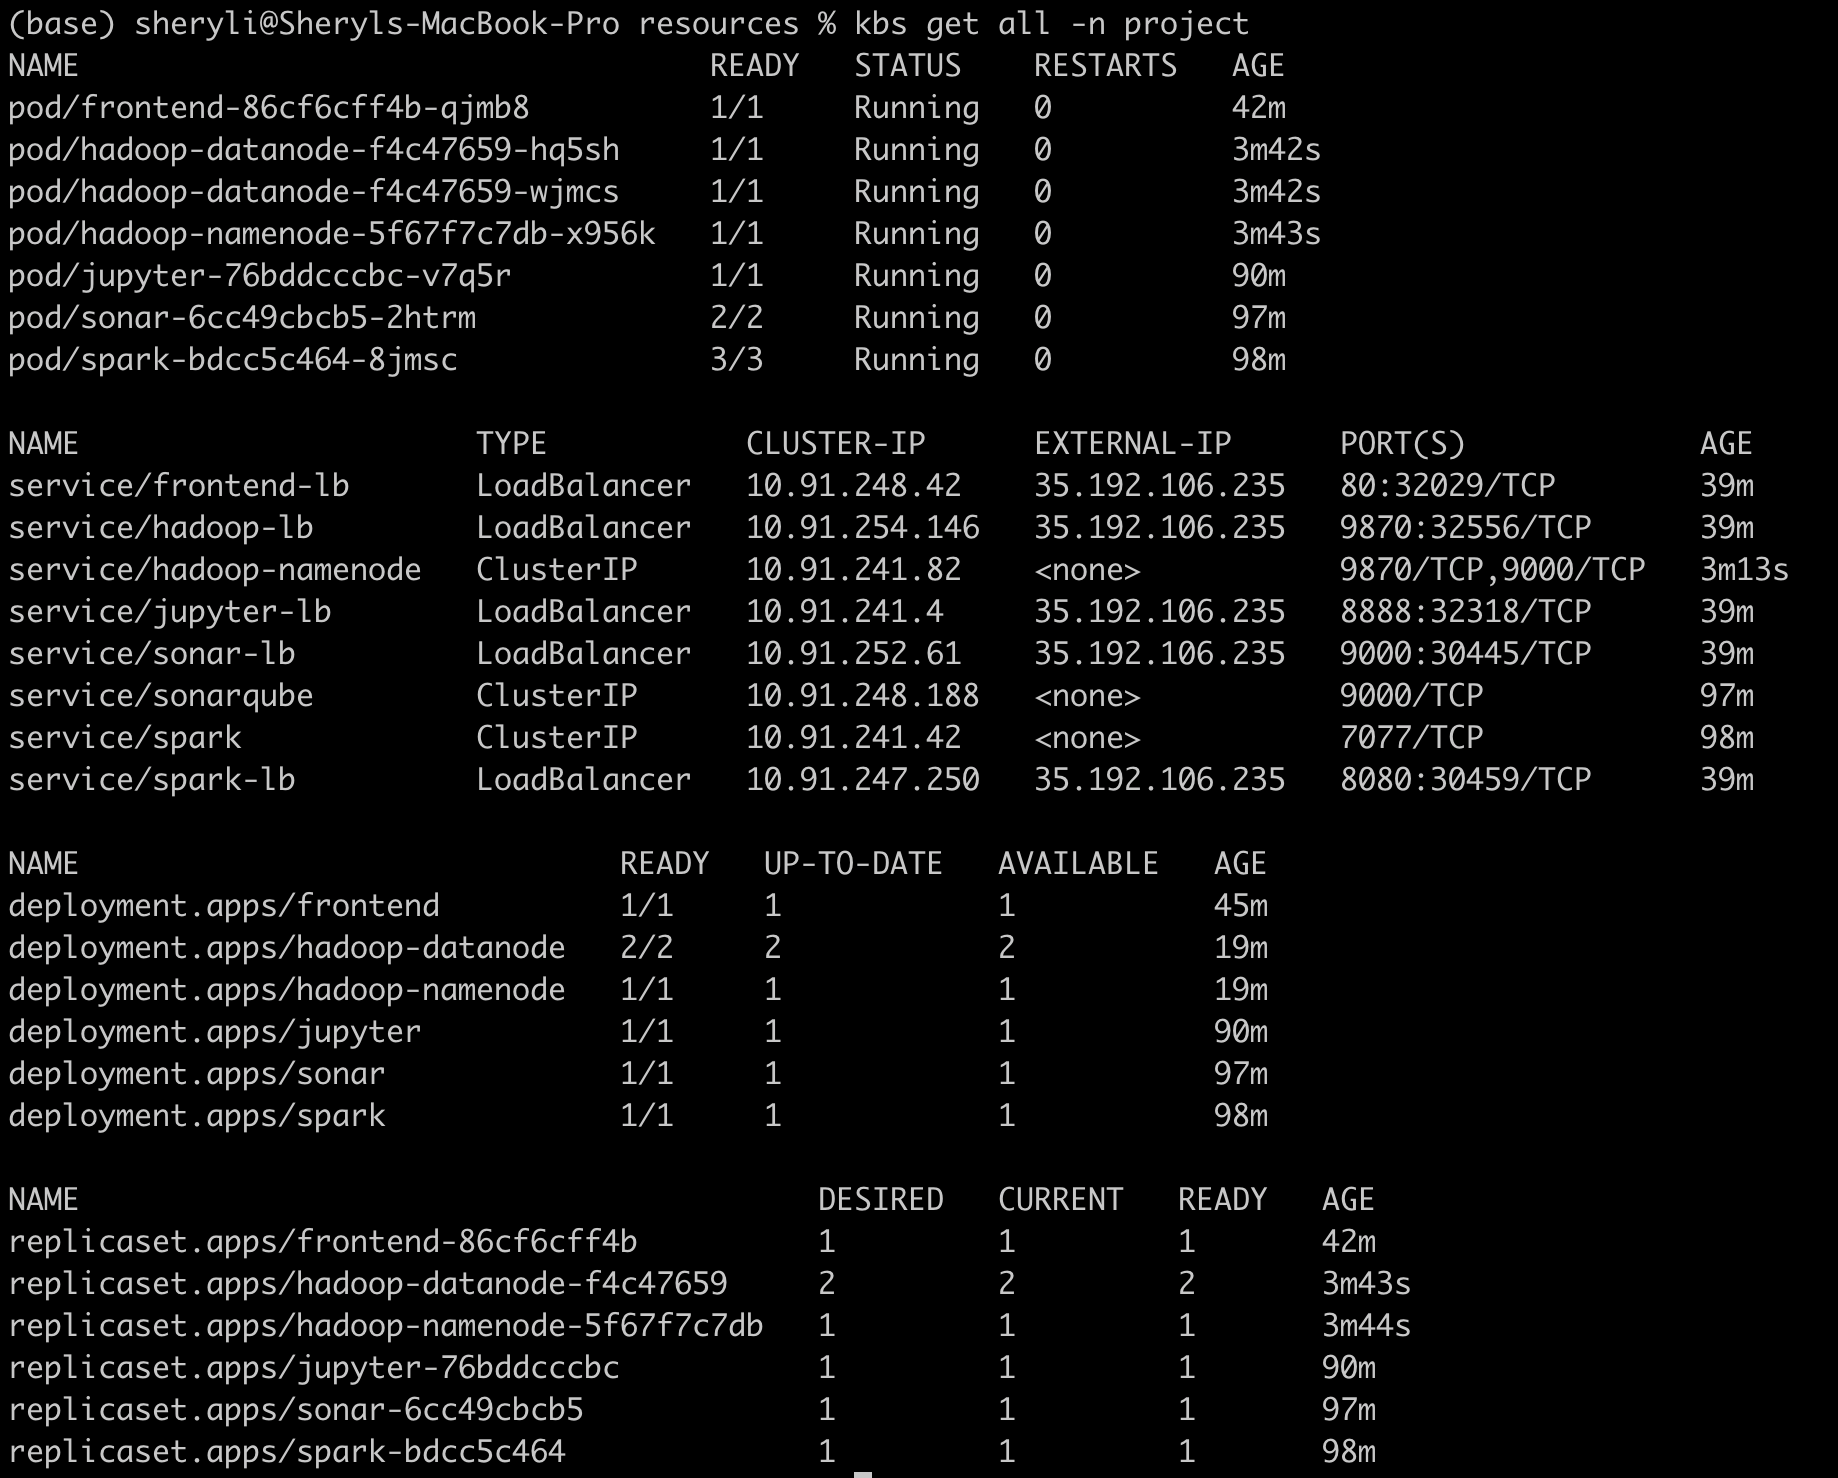 (base) sheryli@Sheryls-MacBook-Pro resources % kbs get all -n project
NAME READY STATUS RESTARTS AGE
pod/frontend-86cf6cff4b-qjmb8 1/1 Running 0 42m
pod/hadoop-datanode-f4c47659-hq5sh 1/1 Running 0 3m42s
pod/hadoop-datanode-f4c47659-wjmcs 1/1 Running 0 3m42s
pod/hadoop-namenode-5f67f7c7db-x956k 1/1 Running 0 3m43s
pod/jupyter-76bddcccbc-v7q5r 1/1 Running 0 90m
pod/sonar-6cc49cbcb5-2htrm 2/2 Running 0 97m
pod/spark-bdcc5c464-8jmsc 3/3 Running 0 98m
NAME TYPE CLUSTER-IP EXTERNAL-IP PORT(S) AGE
service/frontend-lb LoadBalancer 10.91.248.42 35.192.106.235 80:32029/TCP 39m
service/hadoop-lb LoadBalancer 10.91.254.146 35.192.106.235 9870:32556/TCP 39m
service/hadoop-namenode ClusterIP 10.91.241.82 <none> 9870/TCP,9000/TCP 3m13s
service/jupyter-lb LoadBalancer 10.91.241.4 35.192.106.235 8888:32318/TCP 39m
service/sonar-lb LoadBalancer 10.91.252.61 35.192.106.235 9000:30445/TCP 39m
service/sonarqube ClusterIP 10.91.248.188 <none> 9000/TCP 97m
service/spark ClusterIP 10.91.241.42 <none> 7077/TCP 98m
service/spark-lb LoadBalancer 10.91.247.250 35.192.106.235 8080:30459/TCP 39m
NAME READY UP-TO-DATE AVAILABLE AGE
deployment.apps/frontend 1/1 1 1 45m
deployment.apps/hadoop-datanode 2/2 2 2 19m
deployment.apps/hadoop-namenode 1/1 1 1 19m
deployment.apps/jupyter 1/1 1 1 90m
deployment.apps/sonar 1/1 1 1 97m
deployment.apps/spark 1/1 1 1 98m
NAME DESIRED CURRENT READY AGE
replicaset.apps/frontend-86cf6cff4b 1 1 1 42m
replicaset.apps/hadoop-datanode-f4c47659 2 2 2 3m43s
replicaset.apps/hadoop-namenode-5f67f7c7db 1 1 1 3m44s
replicaset.apps/jupyter-76bddcccbc 1 1 1 90m
replicaset.apps/sonar-6cc49cbcb5 1 1 1 97m
replicaset.apps/spark-bdcc5c464 1 1 1 98m